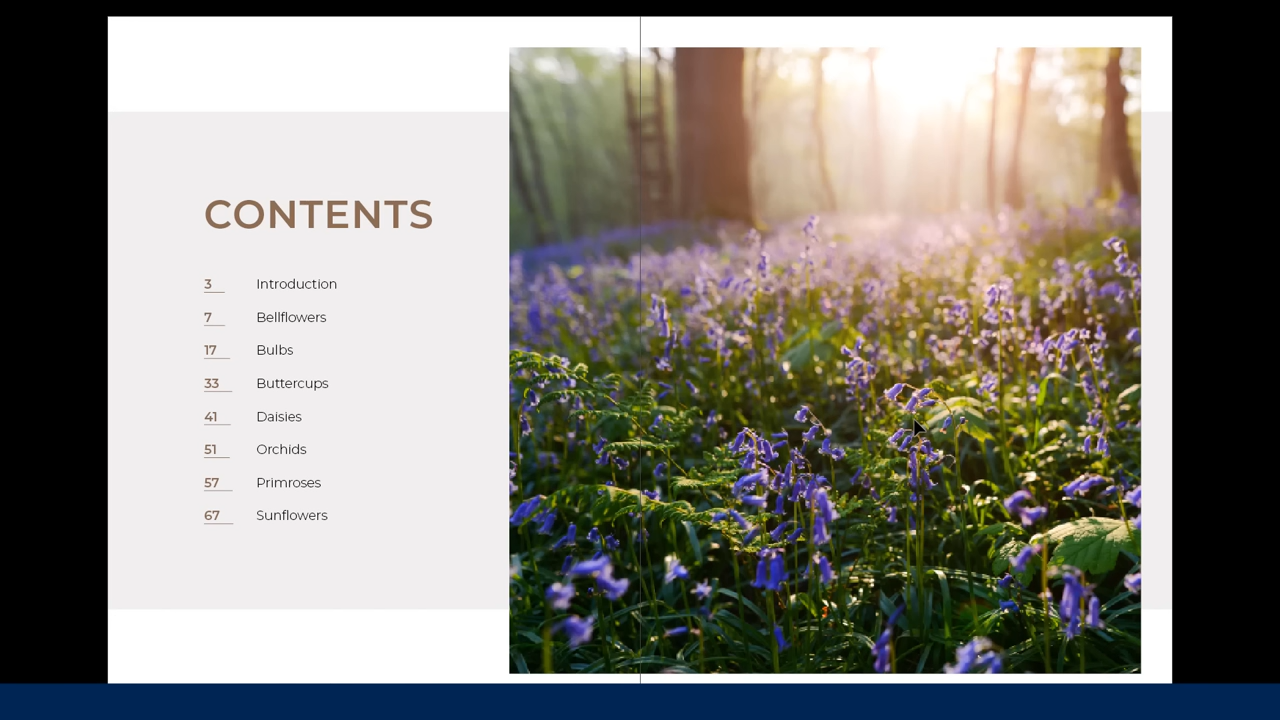 CONTENTS
3 Introduction
7 Bellflowers
17 Bulbs
33 Buttercups
41 Daisies
51 Orchids
57 Primroses
67 Sunflowers